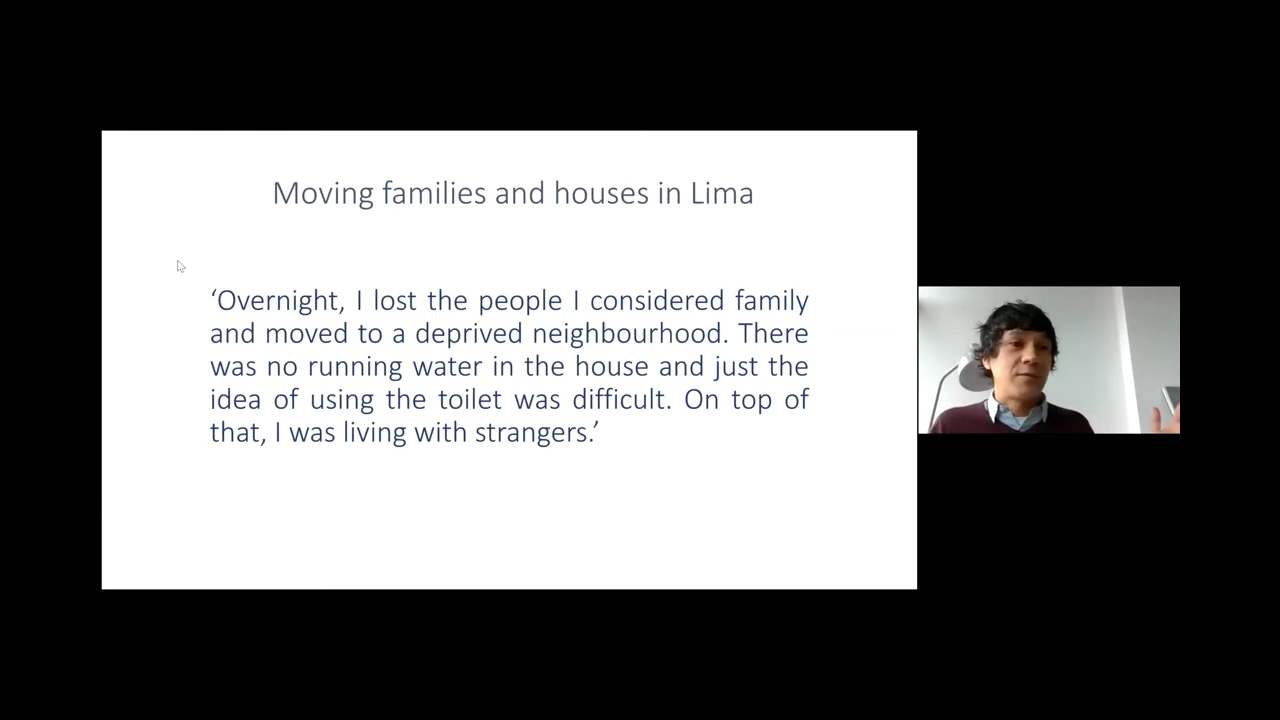 Moving families and houses in Lima
‘Overnight, I lost the people I considered family
and moved to a deprived neighbourhood. There
was no running water in the house and just the
idea of using the toilet was difficult. On top of
that, I was living with strangers.’